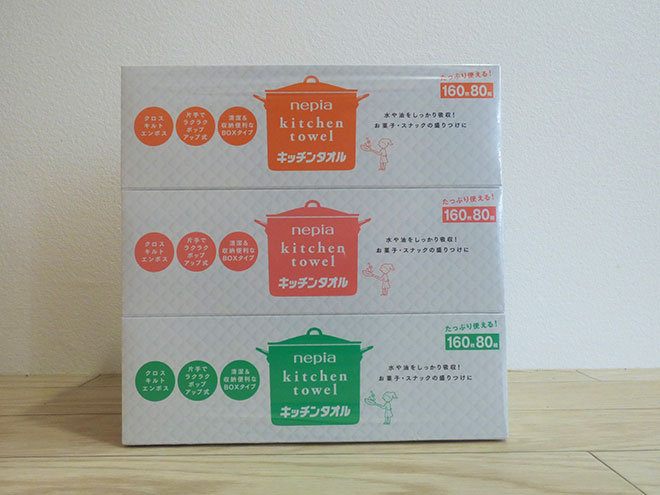 たっぷり使える!
160枚80組
nepia
kitchen
towel
キッチンタオル
クロス
キルト
エンボス
片手で
ラクラク
ポップ
アップ式
清潔&
収納便利な
BOXタイプ
水や油をしっかり吸収!
お菓子・スナックの盛りつけに
たっぷり使える!
160枚80組
nepia
kitchen
towel
キッチンタオル
クロス
キルト
エンボス
片手で
ラクラク
ポップ
アップ式
清潔&
収納便利な
BOXタイプ
水や油をしっかり吸収!
お菓子・スナックの盛りつけに
たっぷり使える!
160枚80組
nepia
kitchen
towel
キッチンタオル
クロス
キルト
エンボス
片手で
ラクラク
ポップ
アップ式
清潔&
収納便利な
BOXタイプ
水や油をしっかり吸収!
お菓子・スナックの盛りつけに